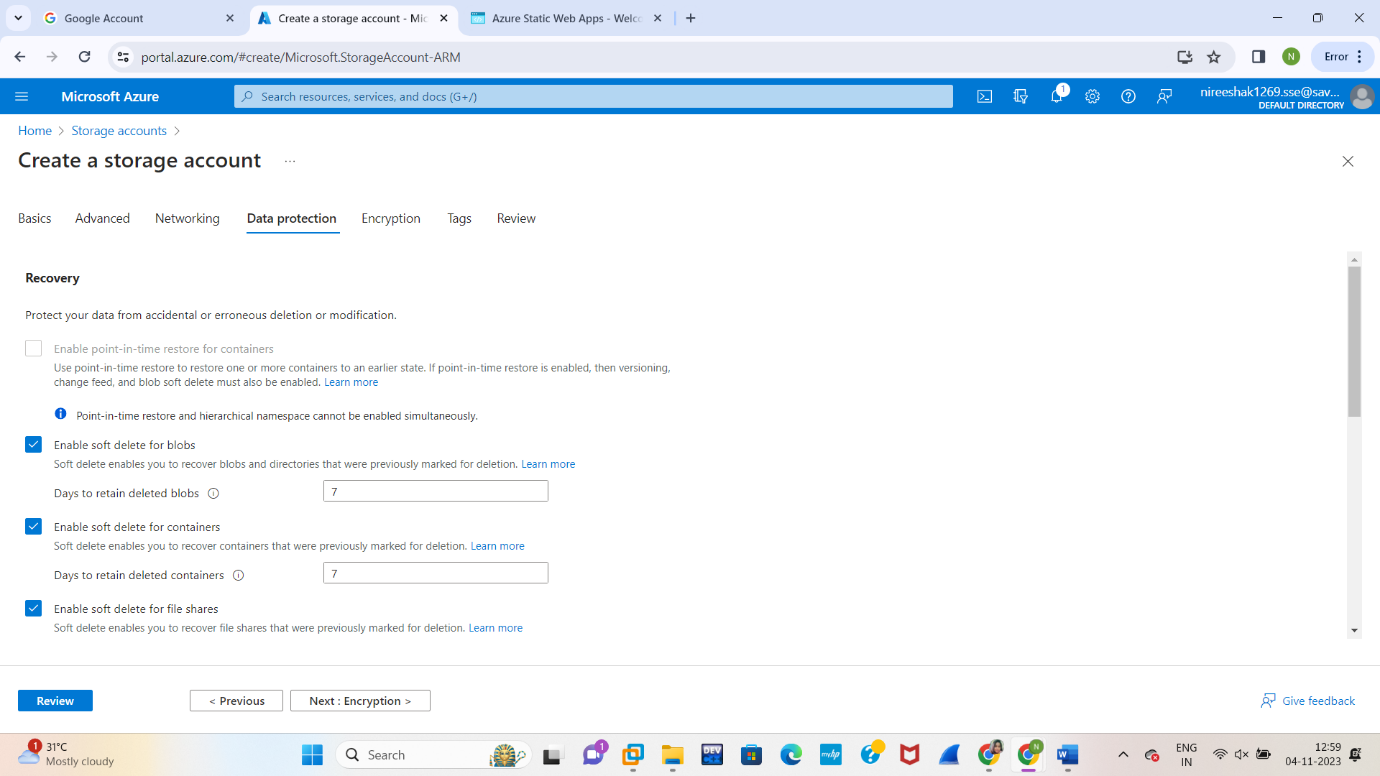 Google Account
Create a storage account - Mic
Azure Static Web Apps - Welco
portal.azure.com/#create/Microsoft.StorageAccount-ARM
N
Error
Microsoft Azure
Search resources, services, and docs (G+/)
1
nireeshak1269.sse@sav...
DEFAULT DIRECTORY
Home > Storage accounts >
Create a storage account ...
Basics Advanced Networking Data protection Encryption Tags Review
Recovery
Protect your data from accidental or erroneous deletion or modification.
Enable point-in-time restore for containers
Use point-in-time restore to restore one or more containers to an earlier state. If point-in-time restore is enabled, then versioning,
change feed, and blob soft delete must also be enabled. Learn more
Point-in-time restore and hierarchical namespace cannot be enabled simultaneously.
Enable soft delete for blobs
Soft delete enables you to recover blobs and directories that were previously marked for deletion. Learn more
Days to retain deleted blobs 7
Enable soft delete for containers
Soft delete enables you to recover containers that were previously marked for deletion. Learn more
Days to retain deleted containers 7
Enable soft delete for file shares
Soft delete enables you to recover file shares that were previously marked for deletion. Learn more
Review
< Previous
Next : Encryption >
Give feedback
1
31°C
Mostly cloudy
Search
1
DEV
myhp
N
ENG
IN
12:59
04-11-2023